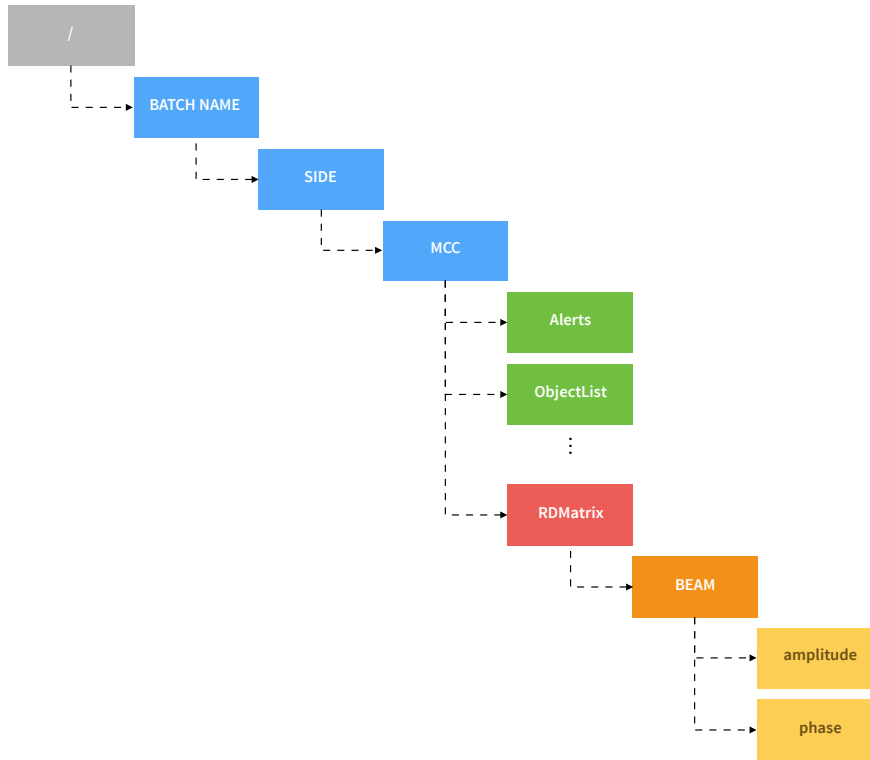 /
BATCH NAME
SIDE
MCC
Alerts
ObjectList
⋮
RDMatrix
BEAM
amplitude
phase